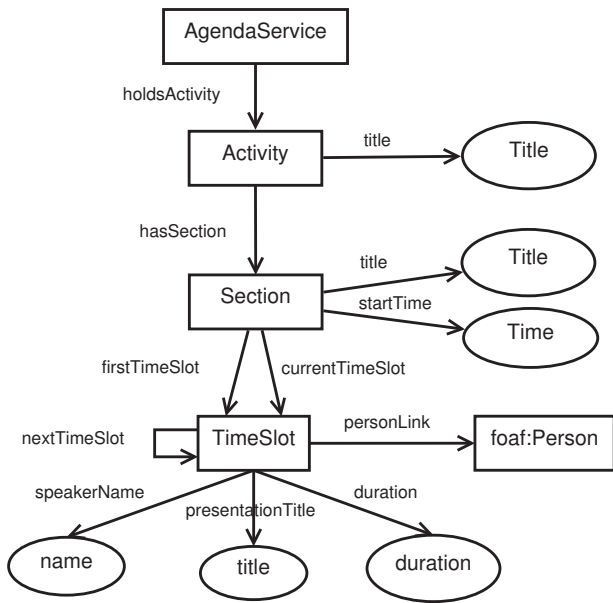 AgendaService
holdsActivity
Activity
title
Title
hasSection
Section
title
Title
startTime
Time
firstTimeSlot
currentTimeSlot
nextTimeSlot
TimeSlot
personLink
foaf:Person
speakerName
presentationTitle
duration
name
title
duration